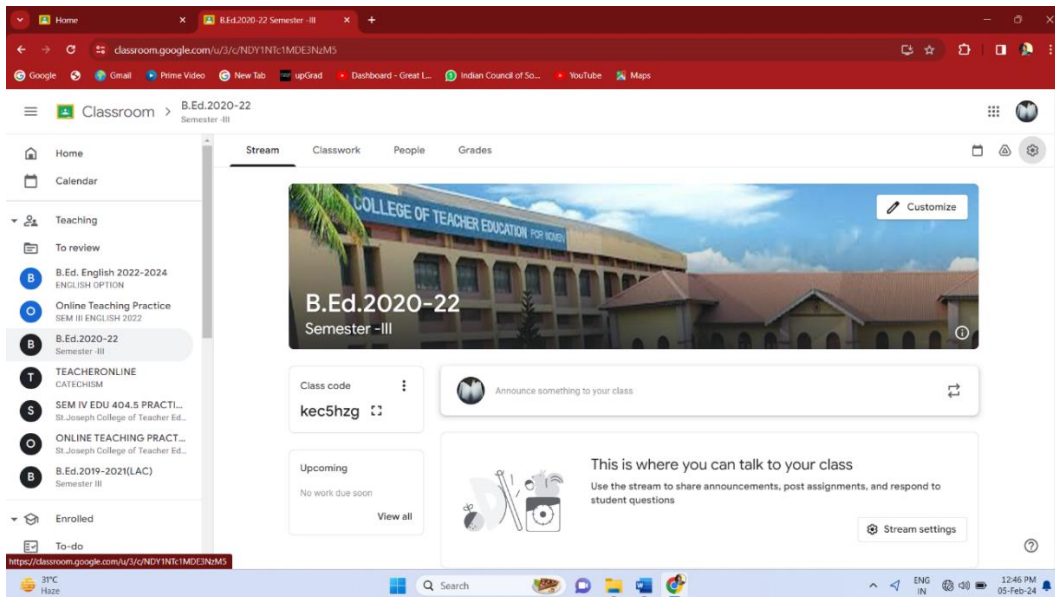 Home
B.Ed.2020-22 Semester -III
classroom.google.com/u/3/c/NDY1NTc1MDE3NzM5
Google
Gmail
Prime Video
New Tab
upGrad
Dashboard - Great L...
Indian Council of So...
YouTube
Maps
Classroom > B.Ed.2020-22
Semester -III
Home
Calendar
Teaching
To review
B B.Ed. English 2022-2024
ENGLISH OPTION
O Online Teaching Practice
SEM III ENGLISH 2022
B B.Ed.2020-22
Semester -III
T TEACHERONLINE
CATECHISM
S SEM IV EDU 404.5 PRACTI...
St.Joseph College of Teacher Ed...
O ONLINE TEACHING PRACT...
St.Joseph College of Teacher Ed...
B B.Ed.2019-2021(LAC)
Semester III
Enrolled
To-do
https://classroom.google.com/u/3/c/NDY1NTc1MDE3NzM5
Stream Classwork People Grades
COLLEGE OF TEACHER EDUCATION FOR WOMEN
Customize
B.Ed.2020-22
Semester -III
Class code
kec5hzg
Upcoming
No work due soon
View all
Announce something to your class
This is where you can talk to your class
Use the stream to share announcements, post assignments, and respond to
student questions
Stream settings
31°C
Haze
Search
ENG
IN
12:46 PM
05-Feb-24